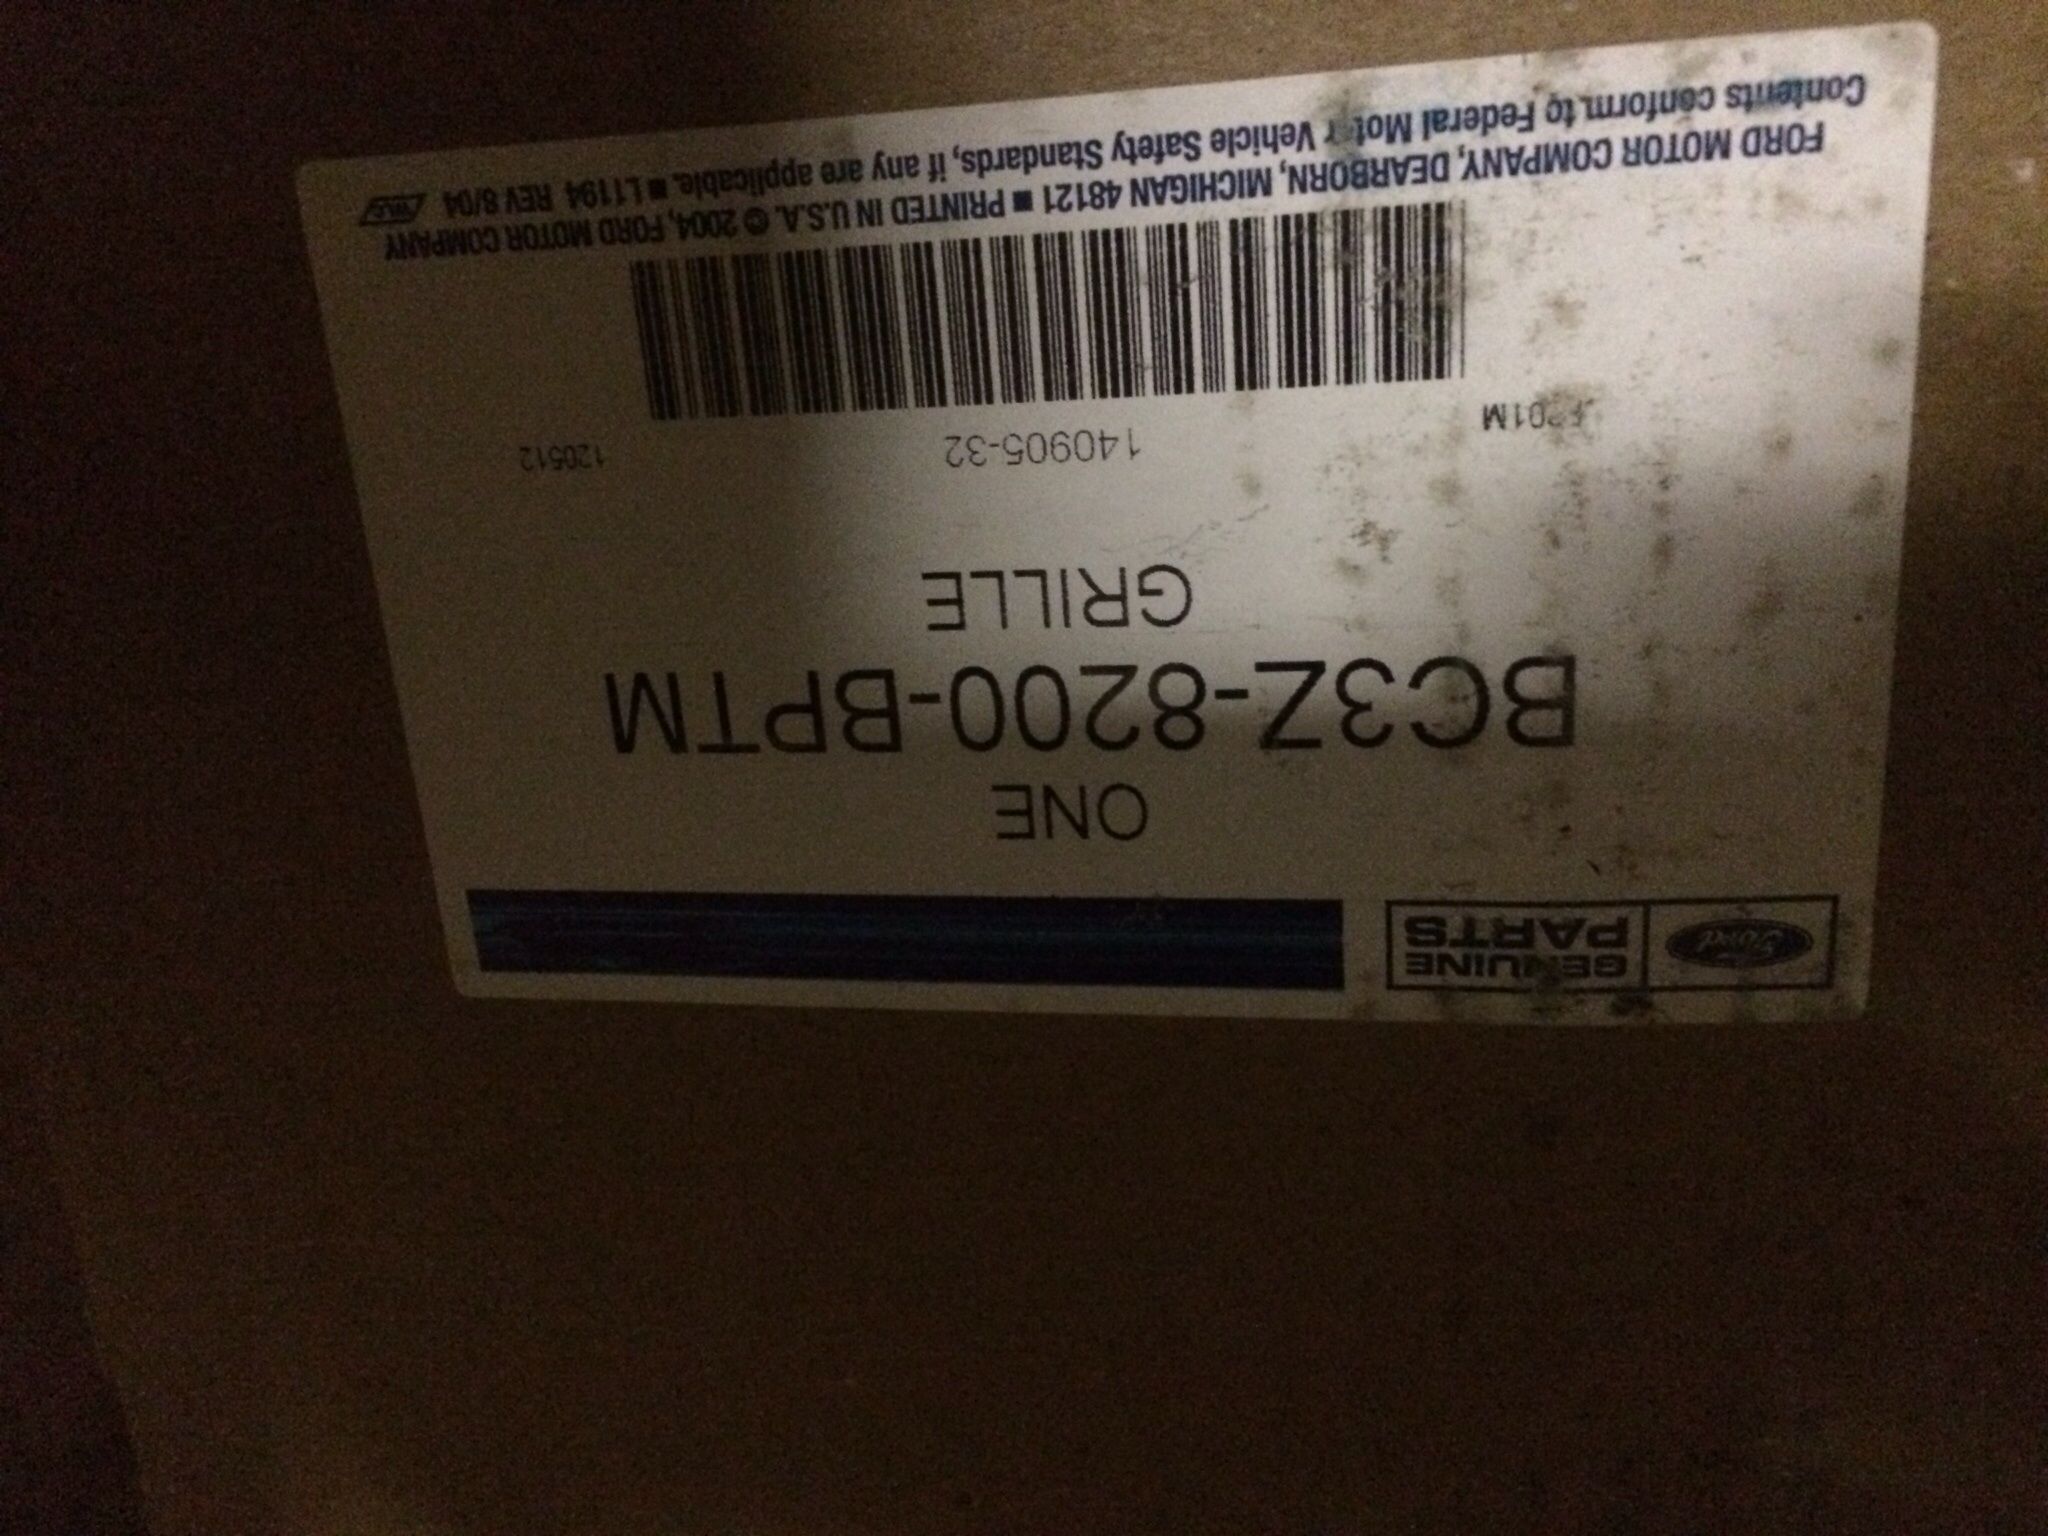 Ford
GENUINE
PARTS
ONE
BC3Z-8200-BPTM
GRILLE
140905-32
120512
FORD MOTOR COMPANY, DEARBORN, MICHIGAN 48121 ■ PRINTED IN U.S.A. © 2004, FORD MOTOR COMPANY
Contents conform to Federal Motor Vehicle Safety Standards, if any are applicable. ■ L1194 REV 8/04